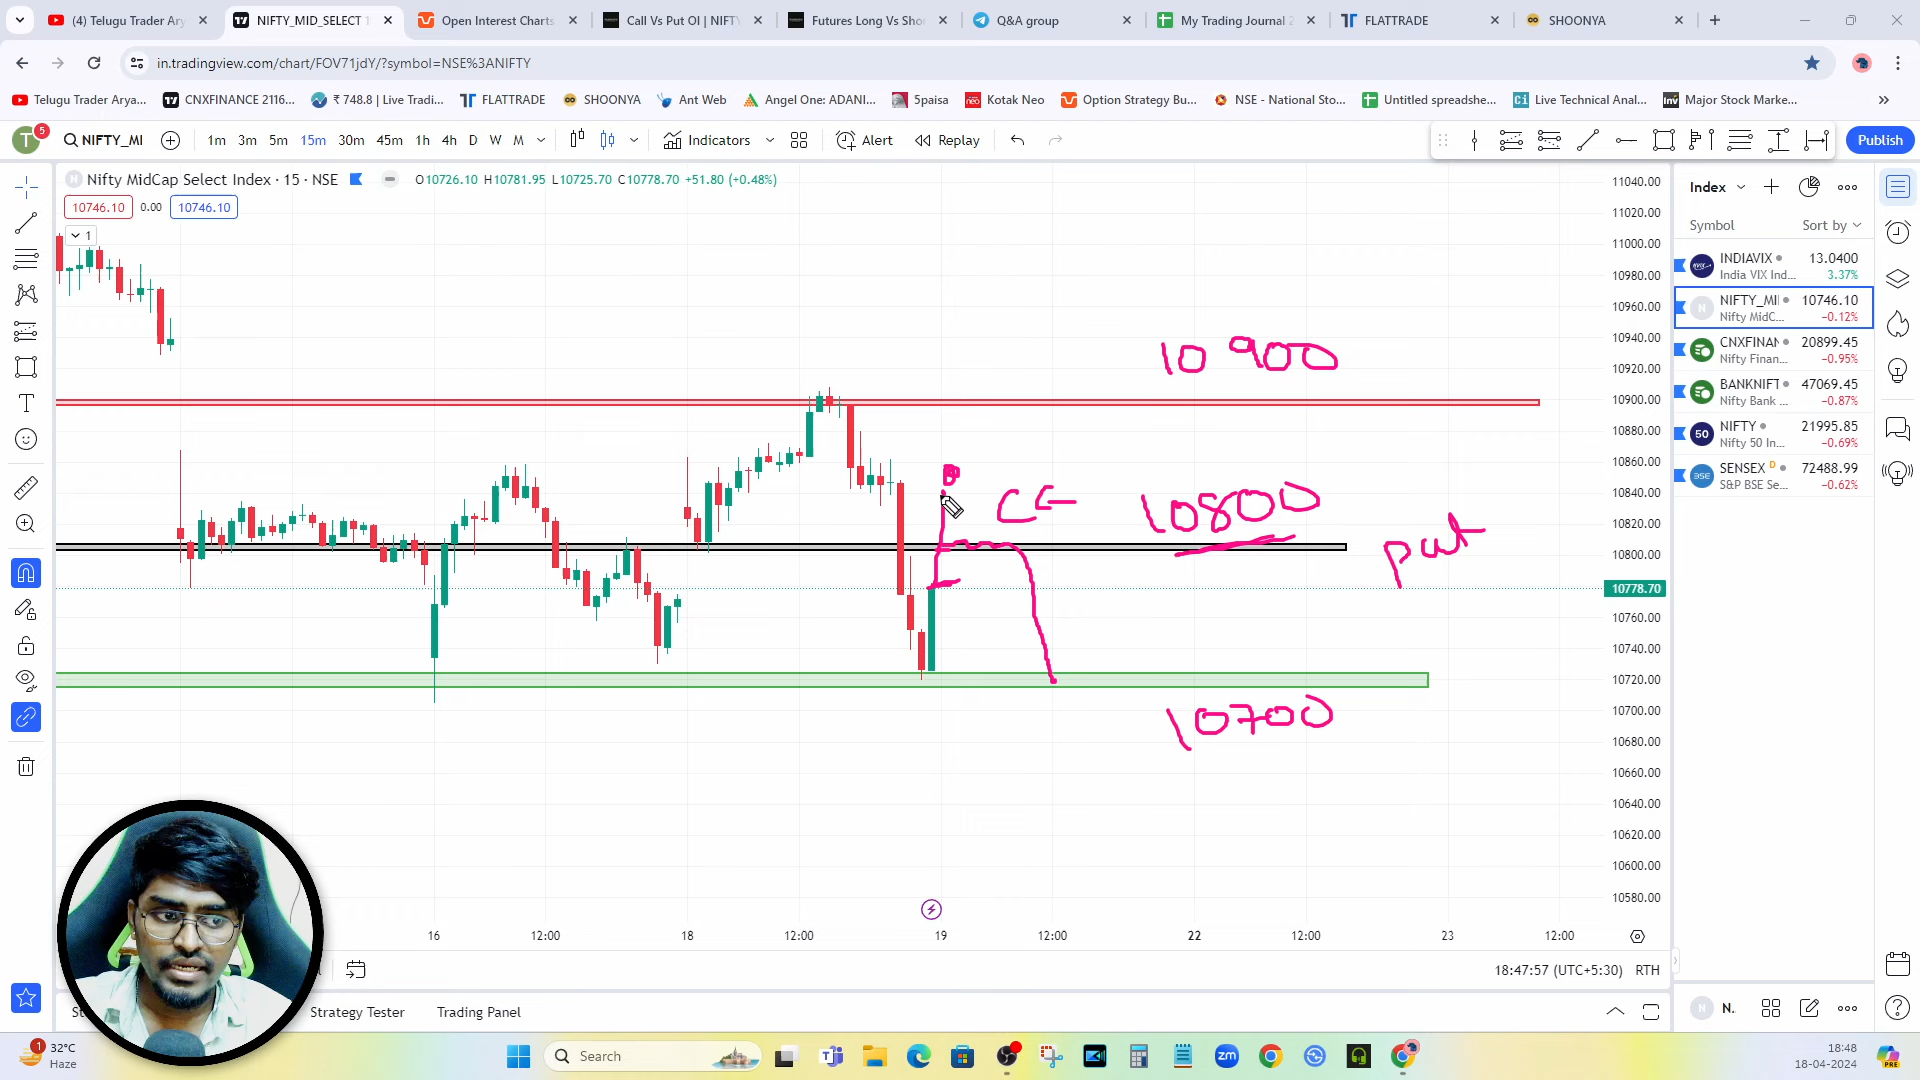 (4) Telugu Trader Ary
NIFTY_MID_SELECT 1
Open Interest Charts
Call Vs Put OI | NIFTY
Futures Long Vs Shor
Q&A group
My Trading Journal 2
FLATTRADE
SHOONYA
in.tradingview.com/chart/FOV71jdY/?symbol=NSE%3ANIFTY
Telugu Trader Arya...
CNXFINANCE 2116...
₹ 748.8 | Live Tradi...
FLATTRADE
SHOONYA
Ant Web
Angel One: ADANI...
5paisa
Kotak Neo
Option Strategy Bu...
NSE - National Sto...
Untitled spreadshe...
Live Technical Anal...
Major Stock Marke...
T 5
NIFTY_MI
1m 3m 5m 15m 30m 45m 1h 4h D W M
Indicators
Alert
Replay
Publish
Nifty MidCap Select Index · 15 · NSE
O10726.10 H10781.95 L10725.70 C10778.70 +51.80 (+0.48%)
10746.10 0.00 10746.10
1
10900
CE
10800
put
10700
11040.00
11020.00
11000.00
10980.00
10960.00
10940.00
10920.00
10900.00
10880.00
10860.00
10840.00
10820.00
10800.00
10778.70
10760.00
10740.00
10720.00
10700.00
10680.00
10660.00
10640.00
10620.00
10600.00
10580.00
16 12:00 18 12:00 19 12:00 22 12:00 23 12:00
18:47:57 (UTC+5:30) RTH
Index
Symbol Sort by
INDIAVIX 13.0400
India VIX Ind... 3.37%
NIFTY_MI 10746.10
Nifty MidC... −0.12%
CNXFINAN 20899.45
Nifty Finan... −0.95%
BANKNIFT 47069.45
Nifty Bank ... −0.87%
50
NIFTY 21995.85
Nifty 50 In... −0.69%
SENSEX D 72488.99
S&P BSE Se... −0.62%
N.
Strategy Tester
Trading Panel
1
32°C
Haze
Search
18:48
18-04-2024